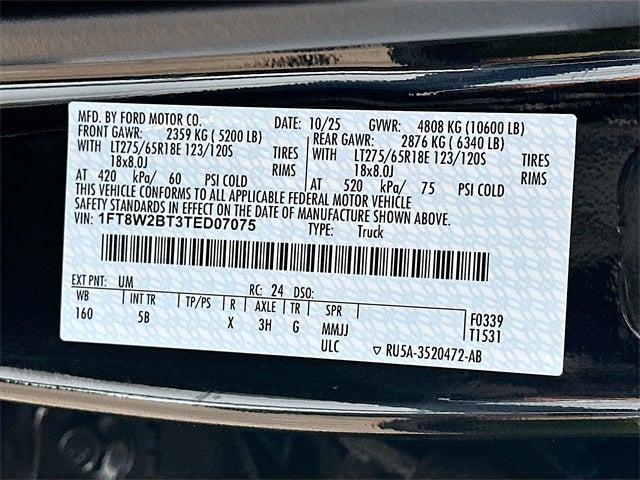 MFD. BY FORD MOTOR CO. DATE: 10/25 GVWR: 4808 KG (10600 LB)
FRONT GAWR: 2359 KG ( 5200 LB) REAR GAWR: 2876 KG ( 6340 LB)
WITH LT275/65R18E 123/120S TIRES WITH LT275/65R18E 123/120S TIRES
18x8.0J RIMS 18x8.0J RIMS
AT 420 kPa/ 60 PSI COLD AT 520 kPa/ 75 PSI COLD
THIS VEHICLE CONFORMS TO ALL APPLICABLE FEDERAL MOTOR VEHICLE
SAFETY STANDARDS IN EFFECT ON THE DATE OF MANUFACTURE SHOWN ABOVE.
VIN: 1FT8W2BT3TED07075 TYPE: Truck
EXT PNT: UM RC: 24 DSO:
WB INT TR TP/PS R AXLE TR SPR F0339
160 5B X 3H G MMJJ T1531
ULC RU5A-3520472-AB